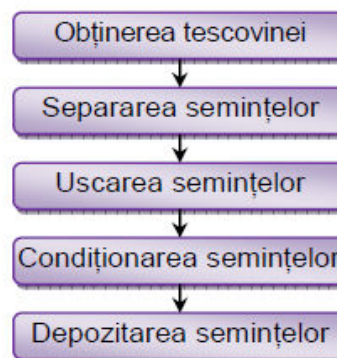 Obținerea tescovinei
Separarea semințelor
Uscarea semințelor
Condiționarea semințelor
Depozitarea semințelor